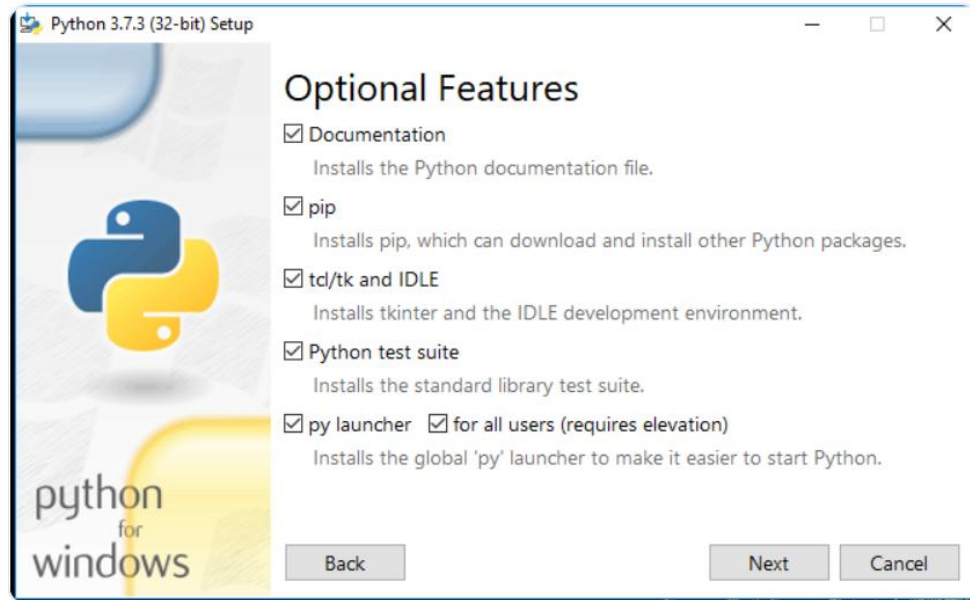 Python 3.7.3 (32-bit) Setup
Optional Features
Documentation
Installs the Python documentation file.
pip
Installs pip, which can download and install other Python packages.
tcl/tk and IDLE
Installs tkinter and the IDLE development environment.
Python test suite
Installs the standard library test suite.
py launcher for all users (requires elevation)
Installs the global 'py' launcher to make it easier to start Python.
python
for
windows
Back Next Cancel